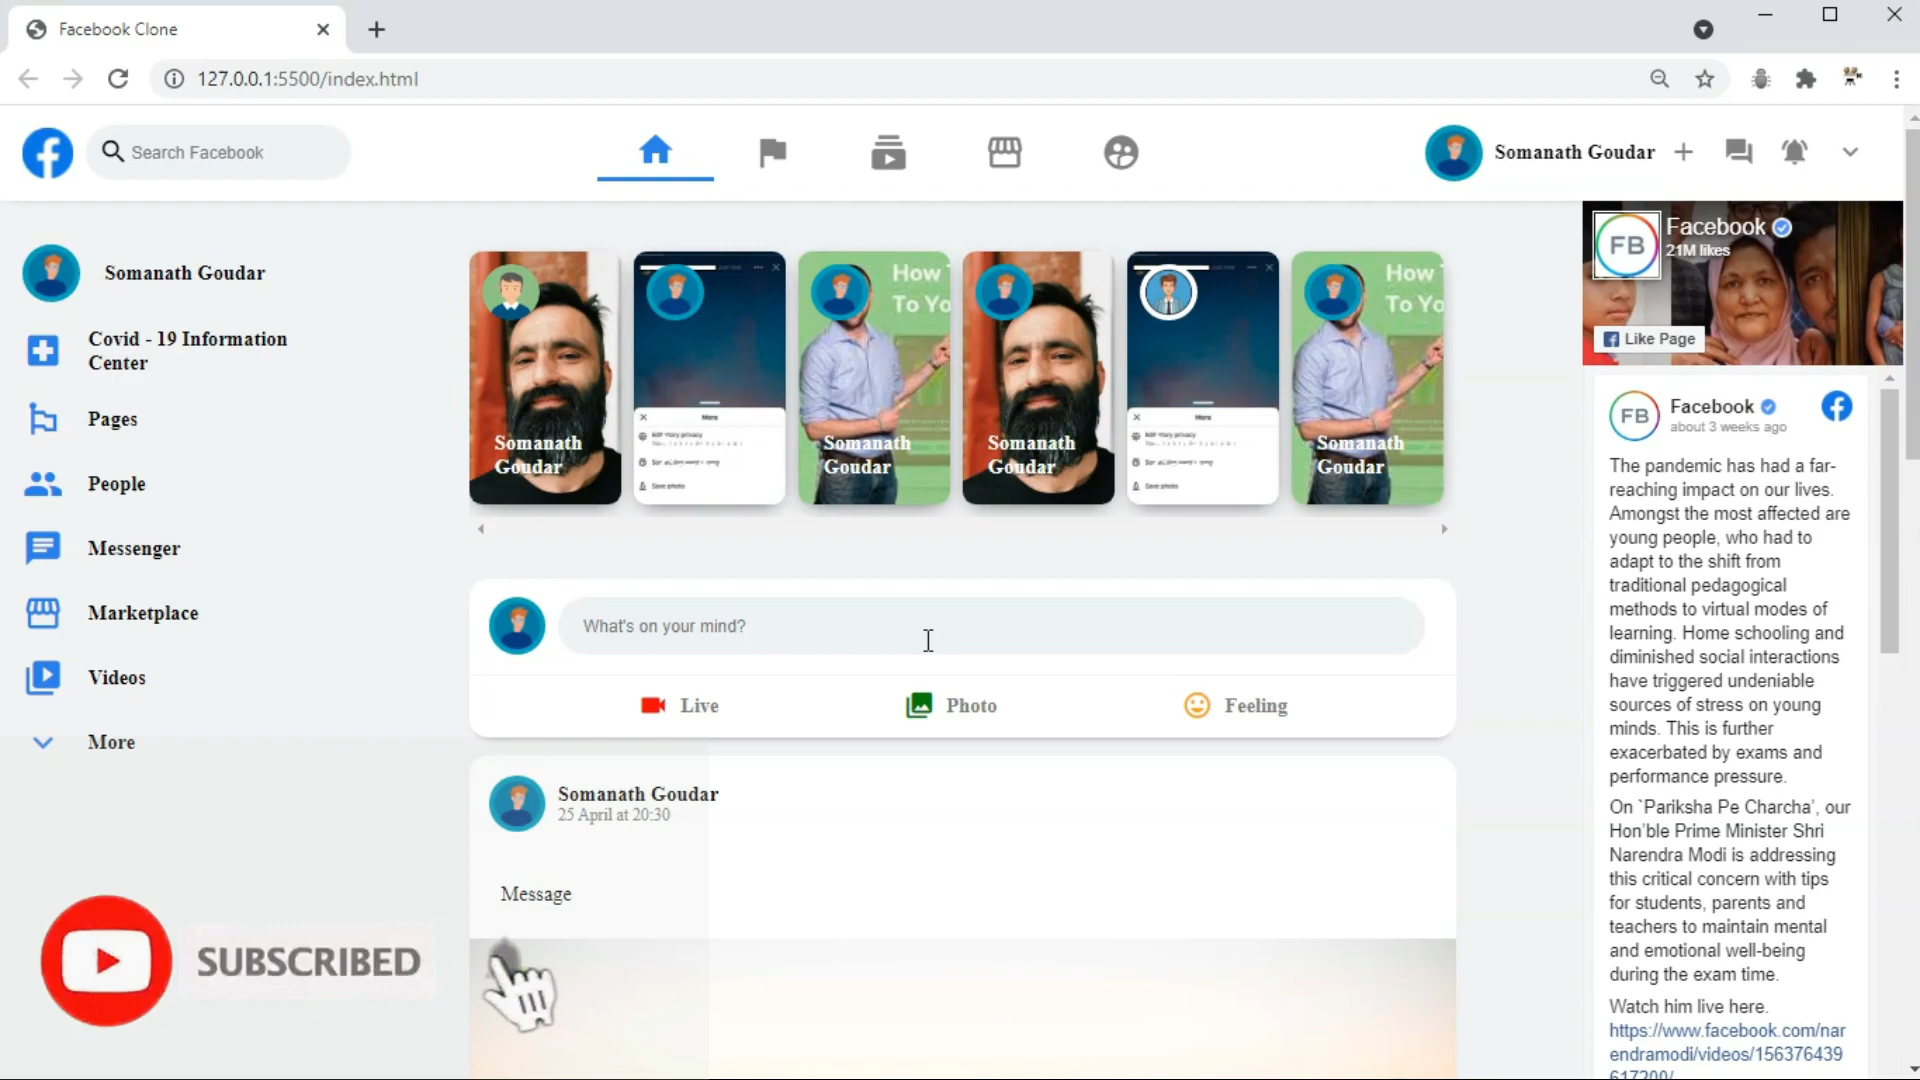 Facebook Clone
127.0.0.1:5500/index.html
Search Facebook
Somanath Goudar
Somanath Goudar
Covid - 19 Information
Center
Pages
People
Messenger
Marketplace
Videos
More
SUBSCRIBED
Somanath
Goudar
More
Save photo
How
To Yo
Somanath
Goudar
Somanath
Goudar
More
Save photo
How
To Yo
Somanath
Goudar
What's on your mind?
Live
Photo
Feeling
Somanath Goudar
25 April at 20:30
Message
FB
Facebook
21M likes
Like Page
FB
Facebook
about 3 weeks ago
The pandemic has had a far-
reaching impact on our lives.
Amongst the most affected are
young people, who had to
adapt to the shift from
traditional pedagogical
methods to virtual modes of
learning. Home schooling and
diminished social interactions
have triggered undeniable
sources of stress on young
minds. This is further
exacerbated by exams and
performance pressure.
On `Pariksha Pe Charcha', our
Hon'ble Prime Minister Shri
Narendra Modi is addressing
this critical concern with tips
for students, parents and
teachers to maintain mental
and emotional well-being
during the exam time.
Watch him live here.
https://www.facebook.com/nar
endramodi/videos/156376439
617200/